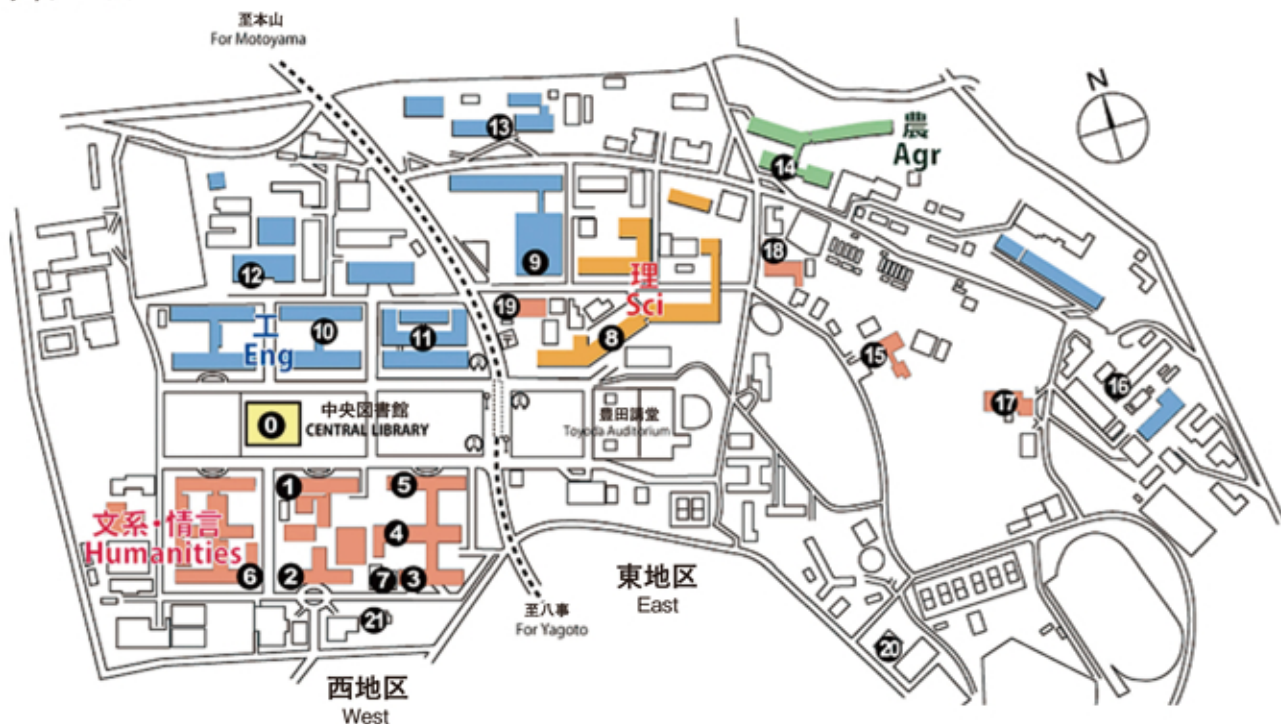 至本山
For Motoyama
N
農
Agr
13
14
12
9
18
理
Sci
19
工
Eng
10
11
8
15
16
17
0
中央図書館
CENTRAL LIBRARY
豊田講堂
Toyoda Auditorium
1
5
文系・情言
Humanities
4
6
2
7
3
21
東地区
East
至八事
For Yagoto
20
西地区
West